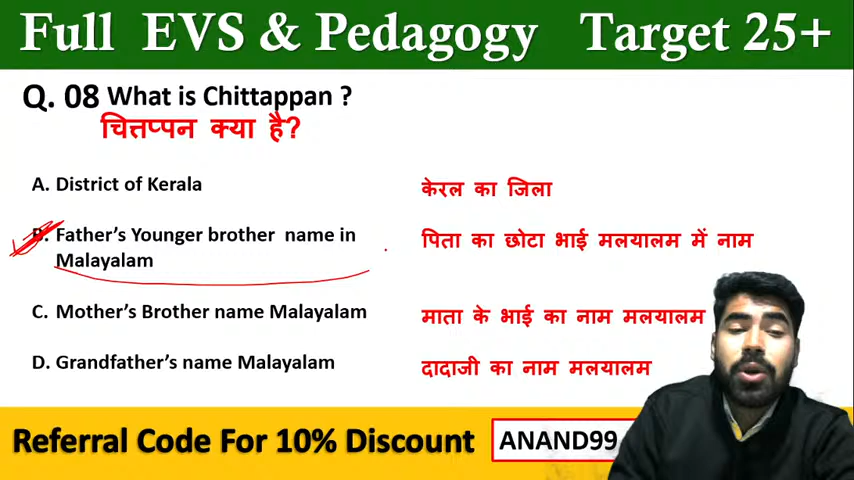 Full EVS & Pedagogy Target 25+
Q. 08 What is Chittappan ?
चित्तप्पन क्या है?
A. District of Kerala
केरल का जिला
B. Father's Younger brother name in
Malayalam
पिता का छोटा भाई मलयालम में नाम
C. Mother's Brother name Malayalam
माता के भाई का नाम मलयालम
D. Grandfather's name Malayalam
दादाजी का नाम मलयालम
Referral Code For 10% Discount ANAND99